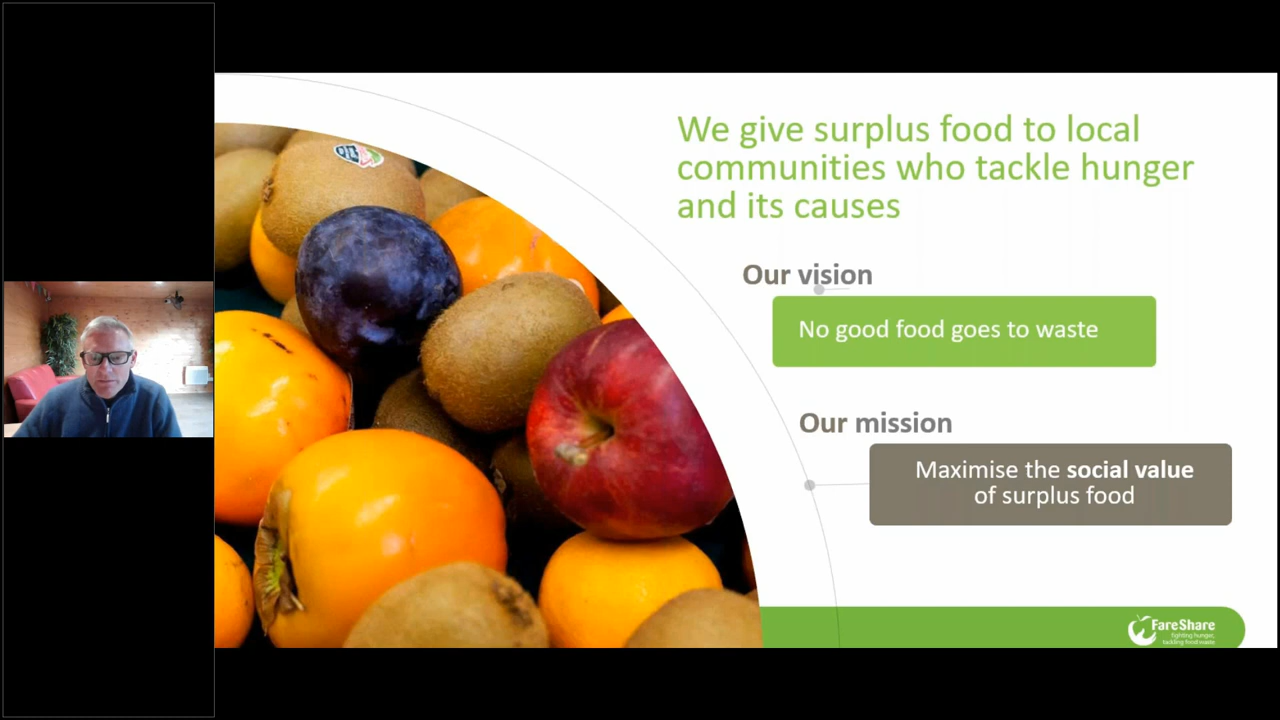 We give surplus food to local
communities who tackle hunger
and its causes
Our vision
No good food goes to waste
Our mission
Maximise the social value
of surplus food
FareShare
fighting hunger,
tackling food waste